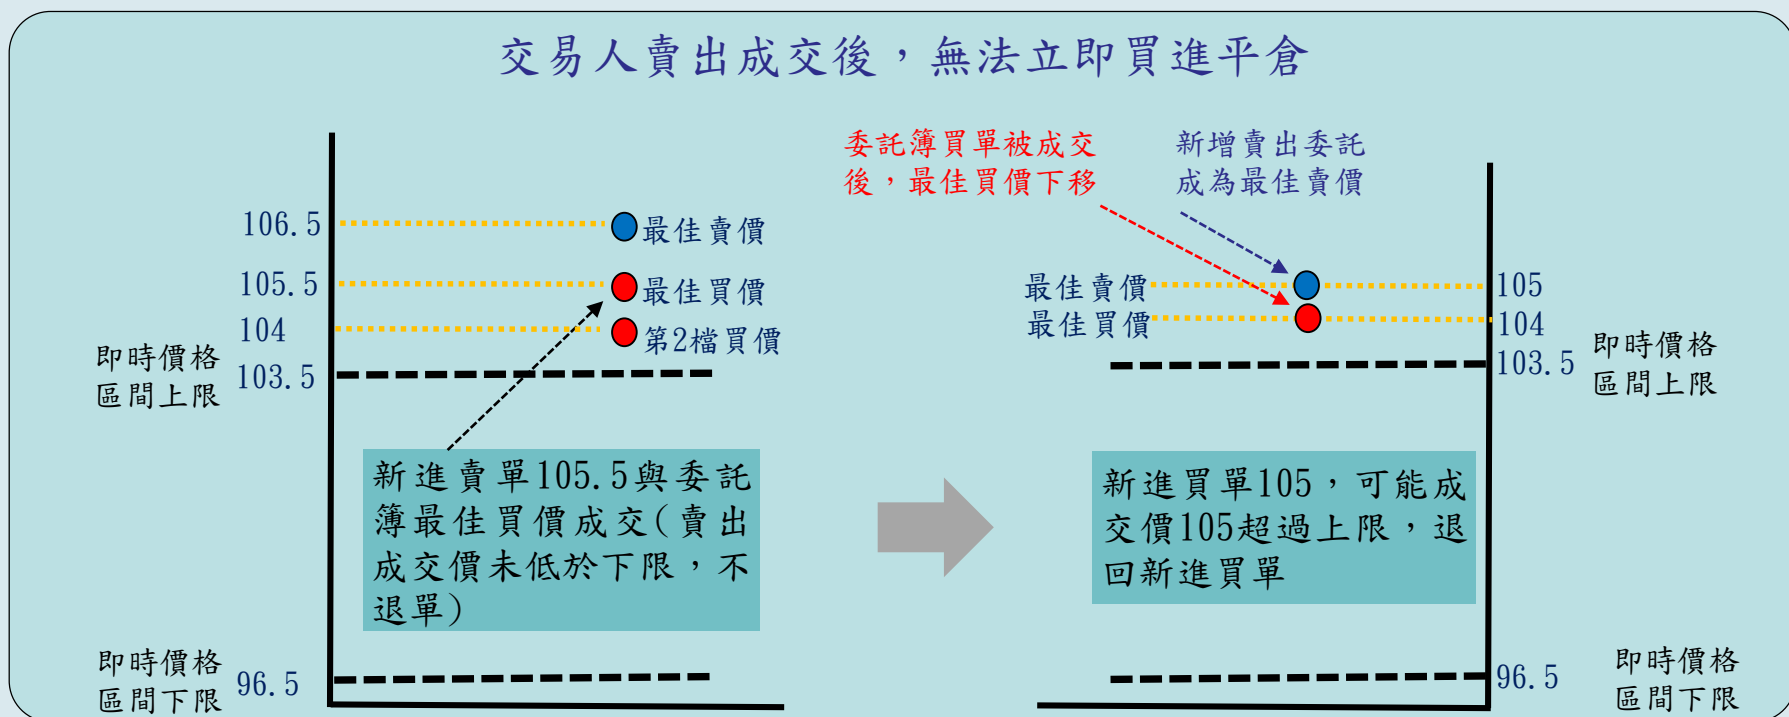 交易人賣出成交後，無法立即買進平倉
106.5
最佳賣價
105.5
最佳買價
104
第2檔買價
即時價格
區間上限
103.5
新進賣單105.5與委託
簿最佳買價成交(賣出
成交價未低於下限，不
退單)
即時價格
區間下限
96.5
委託簿買單被成交
後，最佳買價下移
新增賣出委託
成為最佳賣價
最佳賣價
105
最佳買價
104
103.5
即時價格
區間上限
新進買單105，可能成
交價105超過上限，退
回新進買單
96.5
即時價格
區間下限